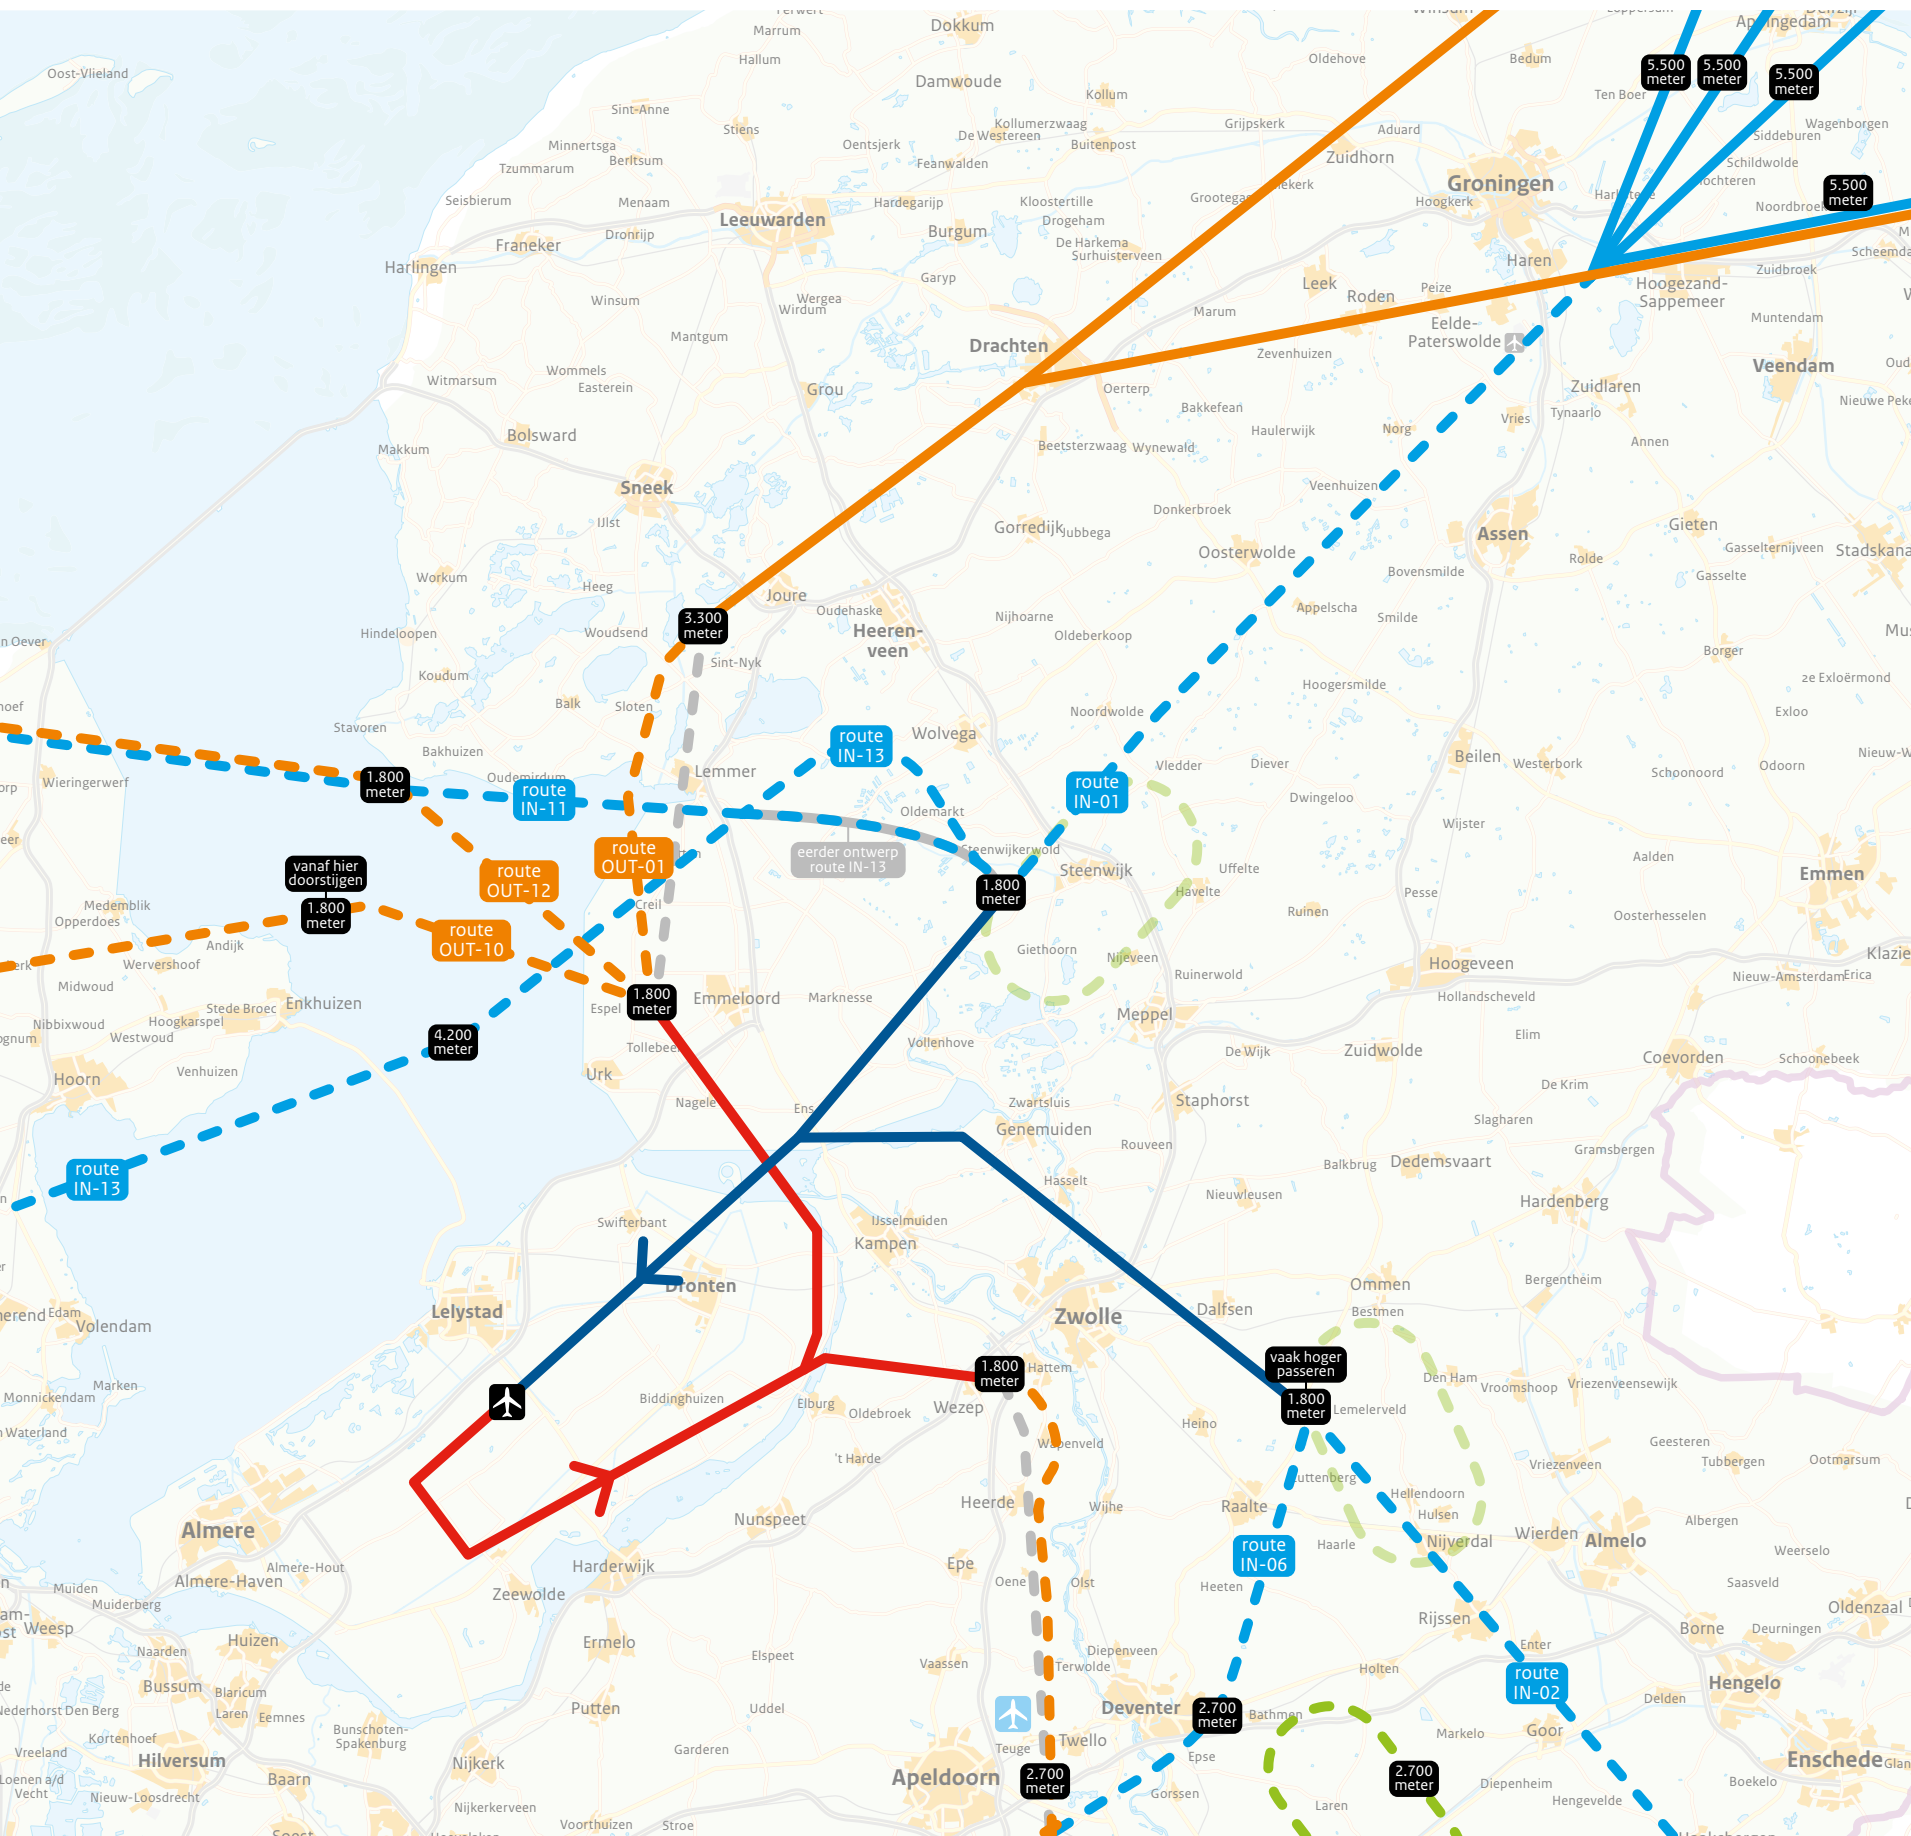 Oost-Vlieland
Dokkum
Marrum
Hallum
Damwoude
Oldehove
Bedum
Appingedam
Kollum
Ten Boer
5.500
meter
5.500
meter
5.500
meter
Sint-Anne
Stiens
Kollumerzwaag
De Westereen
Buitenpost
Grijpskerk
Aduard
Wagenborgen
Siddeburen
Minnertsga
Berltsum
Tzummarum
Oentsjerk
Feanwalden
Zuidhorn
Schildwolde
Groningen
5.500
meter
Seisbierum
Menaam
Leeuwarden
Hardegarijp
Kloostertille
Drogeham
Hoogkerk
Franeker
Dronrijp
Burgum
De Harkema
Surhuisterveen
Harlingen
Haren
Zuidbroek
Garyp
Leek
Roden
Peize
Hoogezand-
Sappemeer
Winsum
Wergea
Wirdum
Marum
Eelde-
Paterswolde
Muntendam
Mantgum
Drachten
Zevenhuizen
Veendam
Witmarsum
Wommels
Easterein
Grou
Oerterp
Bakkefean
Zuidlaren
Vries
Tynaarlo
Bolsward
Makkum
Beetsterzwaag
Wynewald
Haulerwijk
Norg
Annen
Sneek
Veenhuizen
IJlst
Gorredijk
Jubbega
Donkerbroek
Oosterwolde
Assen
Gieten
Rolde
Gasselternijveen
Gasselte
Workum
Heeg
Joure
Oudehaske
Bovensmilde
Appelscha
Smilde
3.300
meter
Hindeloopen
Woudsend
Heeren-
veen
Nijhoarne
Oldeberkoop
Borger
Sint-Nyk
Koudum
Balk
Sloten
Hoogersmilde
2e Exloërmond
Exloo
Noordwolde
Stavoren
Bakhuizen
Wolvega
route
IN-13
Vledder
Diever
Beilen
Westerbork
Schoonoord
Odoorn
Wieringerwerf
1.800
meter
Oudemirdum
Lemmer
route
IN-11
route
IN-01
Dwingeloo
Wijster
Oldemarkt
Steenwijkerwold
eerder ontwerp
route IN-13
route
OUT-01
vanaf hier
doorstijgen
1.800
meter
route
OUT-12
route
OUT-10
Creil
1.800
meter
Steenwijk
Uffelte
Havelte
Pesse
Aalden
Emmen
Ruinen
Oosterhesselen
Medemblik
Opperdoes
Andijk
Wervershoof
Midwoud
Giethoorn
Nijeveen
Ruinerwold
Hoogeveen
Nieuw-Amsterdam
Erica
Hollandscheveld
Stede Broec
Enkhuizen
Hoogkarspel
Nibbixwoud
Westwoud
Espel
1.800
meter
Emmeloord
Marknesse
Meppel
4.200
meter
Vollenhove
De Wijk
Zuidwolde
Elim
Coevorden
Schoonebeek
Hoorn
Venhuizen
Urk
Nagele
Ens
Zwartsluis
Genemuiden
Staphorst
Rouveen
De Krim
Slagharen
Gramsbergen
route
IN-13
Balkbrug
Dedemsvaart
Hasselt
Nieuwleusen
Hardenberg
Swifterbant
IJsselmuiden
Kampen
Dronten
Lelystad
Zwolle
Dalfsen
Ommen
Bestmen
Bergentheim
Edam
Volendam
vaak hoger
passeren
1.800
meter
1.800
meter
Hattem
Wezep
Lemelerveld
Den Ham
Vroomshoop
Vriezenveensewijk
Marken
Monnickendam
Biddinghuizen
Elburg
Oldebroek
Heino
Wapenveld
't Harde
Geesteren
Tubbergen
Ootmarsum
Vriezenveen
Hellendoorn
Hulsen
Nijverdal
Heerde
Wijhe
Raalte
Haarle
Wierden
Almelo
Albergen
Weerselo
Almere
Nunspeet
Harderwijk
Epe
Oene
Olst
route
IN-06
Heeten
Rijssen
Saasveld
Oldenzaal
Almere-Hout
Almere-Haven
Zeewolde
Muiden
Muiderberg
Weesp
Huizen
Naarden
Ermelo
Elspeet
Vaassen
Diepenveen
Terwolde
Holten
Enter
Borne
Deurningen
route
IN-02
Hengelo
Bussum
Blaricum
Laren
Eemnes
Nederhorst Den Berg
Putten
Uddel
Deventer
2.700
meter
Bathmen
Delden
Bunschoten-
Spakenburg
Kortenhoef
Vreeland
Hilversum
Teuge
Twello
Epse
Markelo
Goor
Enschede
Garderen
Nijkerk
Baarn
Loenen a/d
Vecht
Nieuw-Loosdrecht
Apeldoorn
2.700
meter
Gorssen
2.700
meter
Diepenheim
Hengevelde
Boekelo
Laren
Nijkerkerveen
Voorthuizen
Stroe